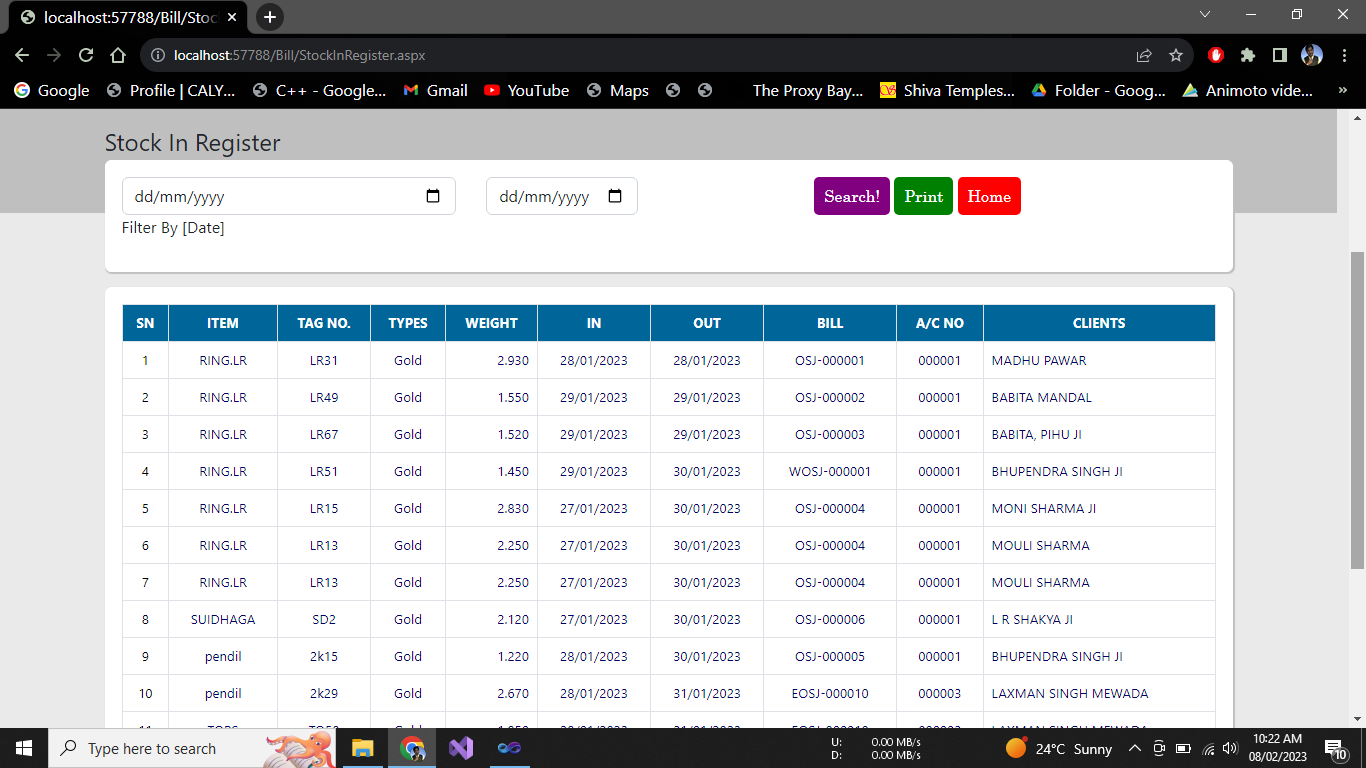 localhost:57788/Bill/Stoc
localhost:57788/Bill/StockInRegister.aspx
Google Profile | CALY... C++ - Google... Gmail YouTube Maps The Proxy Bay... Shiva Temples... Folder - Goog... Animoto vide... »
Stock In Register
dd/mm/yyyy dd/mm/yyyy Search! Print Home
Filter By [Date]
SN ITEM TAG NO. TYPES WEIGHT IN OUT BILL A/C NO CLIENTS
1 RING.LR LR31 Gold 2.930 28/01/2023 28/01/2023 OSJ-000001 000001 MADHU PAWAR
2 RING.LR LR49 Gold 1.550 29/01/2023 29/01/2023 OSJ-000002 000001 BABITA MANDAL
3 RING.LR LR67 Gold 1.520 29/01/2023 29/01/2023 OSJ-000003 000001 BABITA, PIHU JI
4 RING.LR LR51 Gold 1.450 29/01/2023 30/01/2023 WOSJ-000001 000001 BHUPENDRA SINGH JI
5 RING.LR LR15 Gold 2.830 27/01/2023 30/01/2023 OSJ-000004 000001 MONI SHARMA JI
6 RING.LR LR13 Gold 2.250 27/01/2023 30/01/2023 OSJ-000004 000001 MOULI SHARMA
7 RING.LR LR13 Gold 2.250 27/01/2023 30/01/2023 OSJ-000004 000001 MOULI SHARMA
8 SUIDHAGA SD2 Gold 2.120 27/01/2023 30/01/2023 OSJ-000006 000001 L R SHAKYA JI
9 pendil 2k15 Gold 1.220 28/01/2023 30/01/2023 OSJ-000005 000001 BHUPENDRA SINGH JI
10 pendil 2k29 Gold 2.670 28/01/2023 31/01/2023 EOSJ-000010 000003 LAXMAN SINGH MEWADA
Type here to search
U: 0.00 MB/s
D: 0.00 MB/s
24°C Sunny
10:22 AM
08/02/2023
10